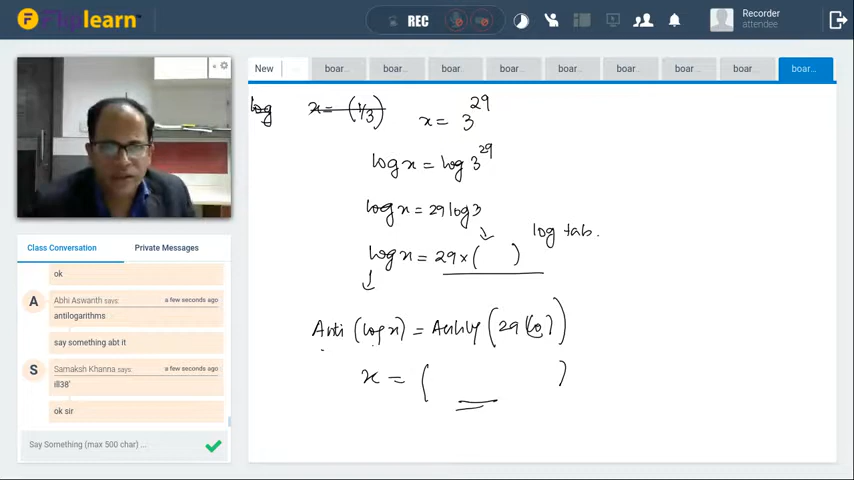 Fliplearn
REC
Recorder
attendee
New
boar...
boar...
boar
boar...
boar...
boar...
boar...
boar...
boar...
log
x = (1/3)
x = 3^29
log x = log 3^29
log x = 29 log 3
log tab.
log x = 29 × ( )
Anti (log x) = Antilog (29 (log))
x = ( )
Class Conversation
Private Messages
ok
A
Abhi Aswanth says:
a few seconds ago
antilogarithms
say something abt it
S
Samaksh Khanna says:
a few seconds ago
ill38'
ok sir
Say Something (max 500 char) ...